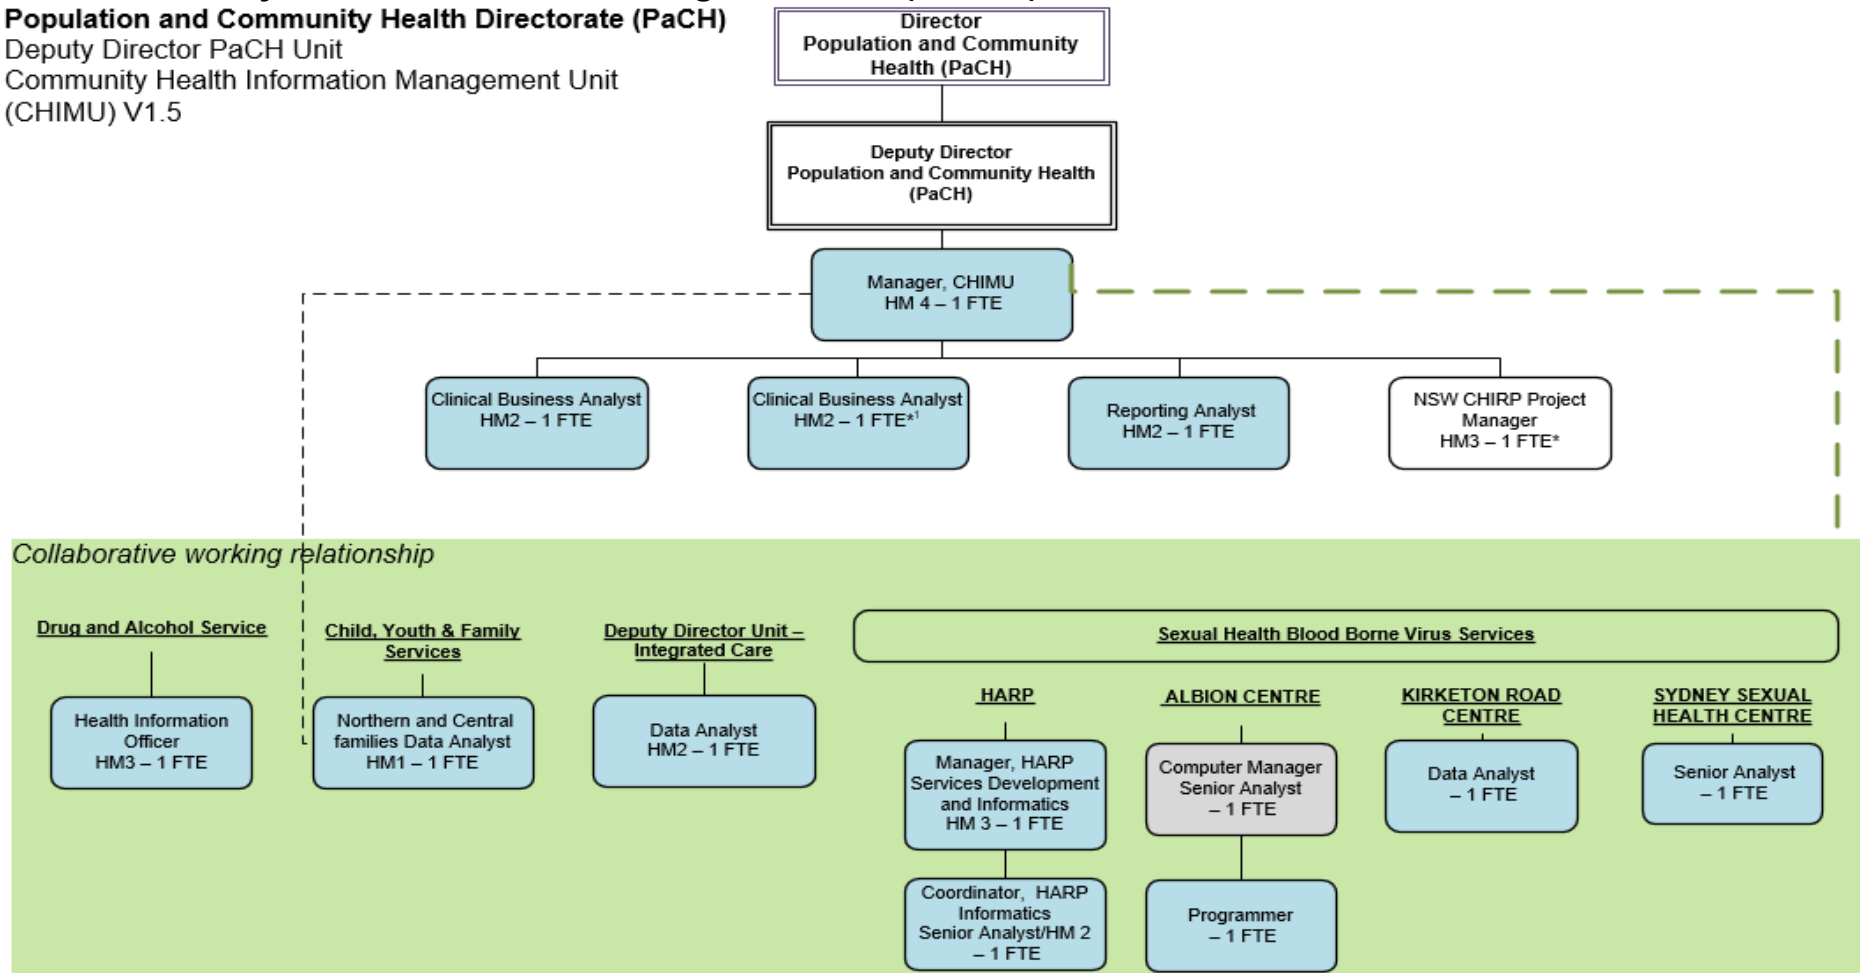 Population and Community Health Directorate (PaCH)
Deputy Director PaCH Unit
Community Health Information Management Unit
(CHIMU) V1.5
Director
Population and Community
Health (PaCH)
Deputy Director
Population and Community Health
(PaCH)
Manager, CHIMU
HM 4 – 1 FTE
Clinical Business Analyst
HM2 – 1 FTE
Clinical Business Analyst
HM2 – 1 FTE*¹
Reporting Analyst
HM2 – 1 FTE
NSW CHIRP Project
Manager
HM3 – 1 FTE*
Collaborative working relationship
Drug and Alcohol Service
Health Information
Officer
HM3 – 1 FTE
Child, Youth & Family
Services
Northern and Central
families Data Analyst
HM1 – 1 FTE
Deputy Director Unit –
Integrated Care
Data Analyst
HM2 – 1 FTE
Sexual Health Blood Borne Virus Services
HARP
Manager, HARP
Services Development
and Informatics
HM 3 – 1 FTE
Coordinator, HARP
Informatics
Senior Analyst/HM 2
– 1 FTE
ALBION CENTRE
Computer Manager
Senior Analyst
– 1 FTE
Programmer
– 1 FTE
KIRKETON ROAD
CENTRE
Data Analyst
– 1 FTE
SYDNEY SEXUAL
HEALTH CENTRE
Senior Analyst
– 1 FTE